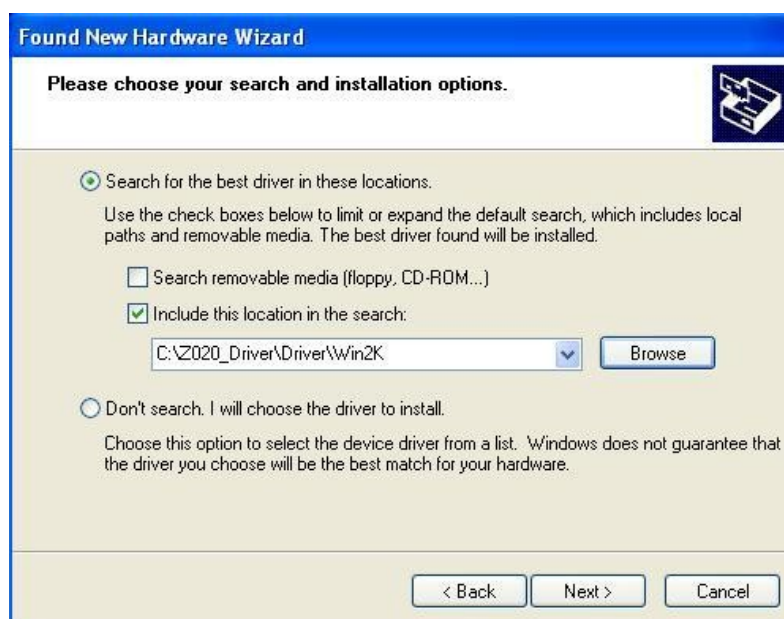 Found New Hardware Wizard
Please choose your search and installation options.
Search for the best driver in these locations.
Use the check boxes below to limit or expand the default search, which includes local
paths and removable media. The best driver found will be installed.
Search removable media (floppy, CD-ROM...)
Include this location in the search:
C:\Z020_Driver\Driver\Win2K
Browse
Don't search. I will choose the driver to install.
Choose this option to select the device driver from a list. Windows does not guarantee that
the driver you choose will be the best match for your hardware.
< Back Next > Cancel